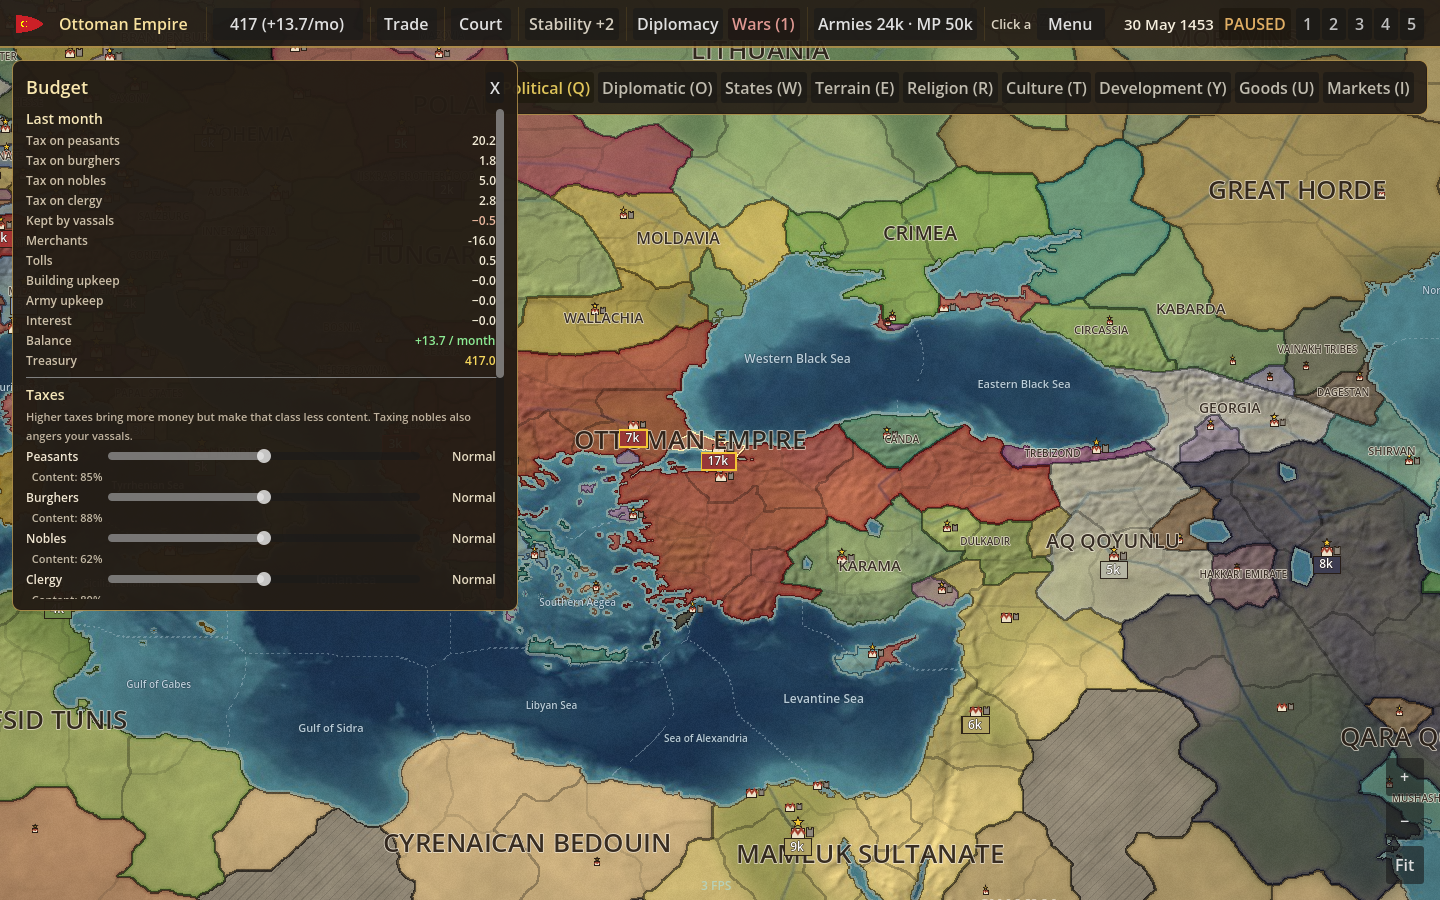 Ottoman Empire
417 (+13.7/mo)
Trade
Court
Stability +2
Diplomacy
Wars (1)
Armies 24k · MP 50k
Click a
Menu
30 May 1453
PAUSED
1 2 3 4 5
Budget
X
olitical (Q)
Diplomatic (O)
States (W)
Terrain (E)
Religion (R)
Culture (T)
Development (Y)
Goods (U)
Markets (I)
Last month
Tax on peasants 20.2
Tax on burghers 1.8
Tax on nobles 5.0
Tax on clergy 2.8
Kept by vassals −0.5
Merchants -16.0
Tolls 0.5
Building upkeep −0.0
Army upkeep −0.0
Interest −0.0
Balance +13.7 / month
Treasury 417.0
Taxes
Higher taxes bring more money but make that class less content. Taxing nobles also
angers your vassals.
Peasants Normal
Content: 85%
Burghers Normal
Content: 88%
Nobles Normal
Content: 62%
Clergy Normal
LITHUANIA
GREAT HORDE
MOLDAVIA
CRIMEA
WALLACHIA
KABARDA
CIRCASSIA
VAINAKH TRIBES
DAGESTAN
Western Black Sea
Eastern Black Sea
GEORGIA
SHIRVAN
OTTOMAN EMPIRE
7k
17k
CANDA
TREBIZOND
AQ QOYUNLU
5k
DULKADIR
KARAMA
HAKKARI EMIRATE
8k
Southern Aegea
Gulf of Gabes
Gulf of Sidra
Libyan Sea
Levantine Sea
Sea of Alexandria
FSID TUNIS
6k
QARA Q
MUSHASH
CYRENAICAN BEDOUIN
MAMLUK SULTANATE
9k
3 FPS
+
−
Fit